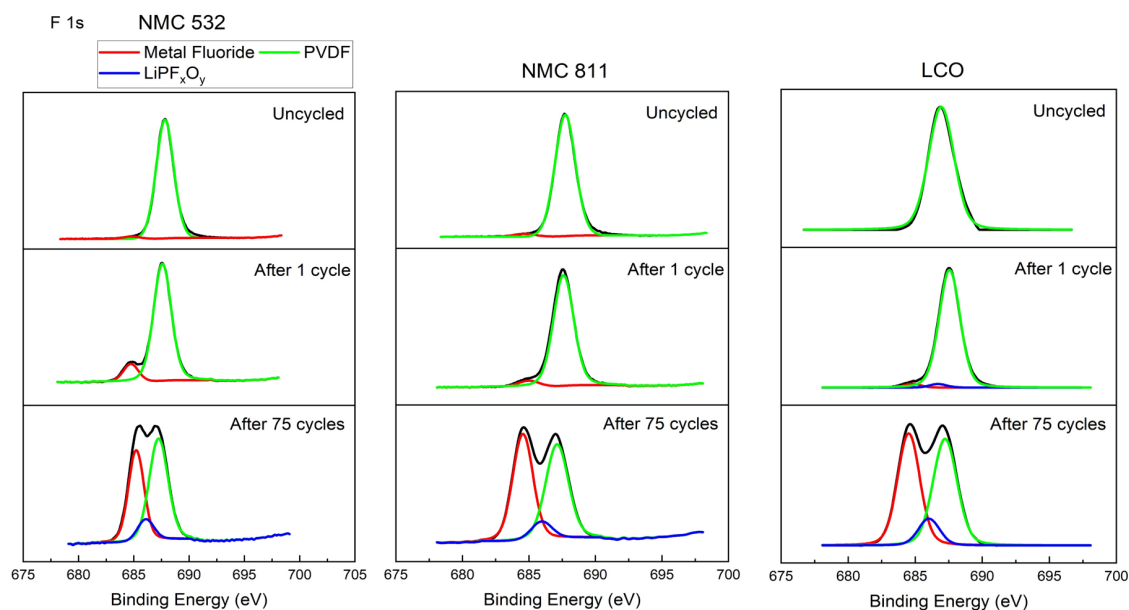 F 1s
NMC 532
Metal Fluoride
PVDF
LiPFxOy
NMC 811
LCO
Uncycled
Uncycled
Uncycled
After 1 cycle
After 1 cycle
After 1 cycle
After 75 cycles
After 75 cycles
After 75 cycles
675 680 685 690 695 700 705
675 680 685 690 695 700
675 680 685 690 695 700
Binding Energy (eV)
Binding Energy (eV)
Binding Energy (eV)